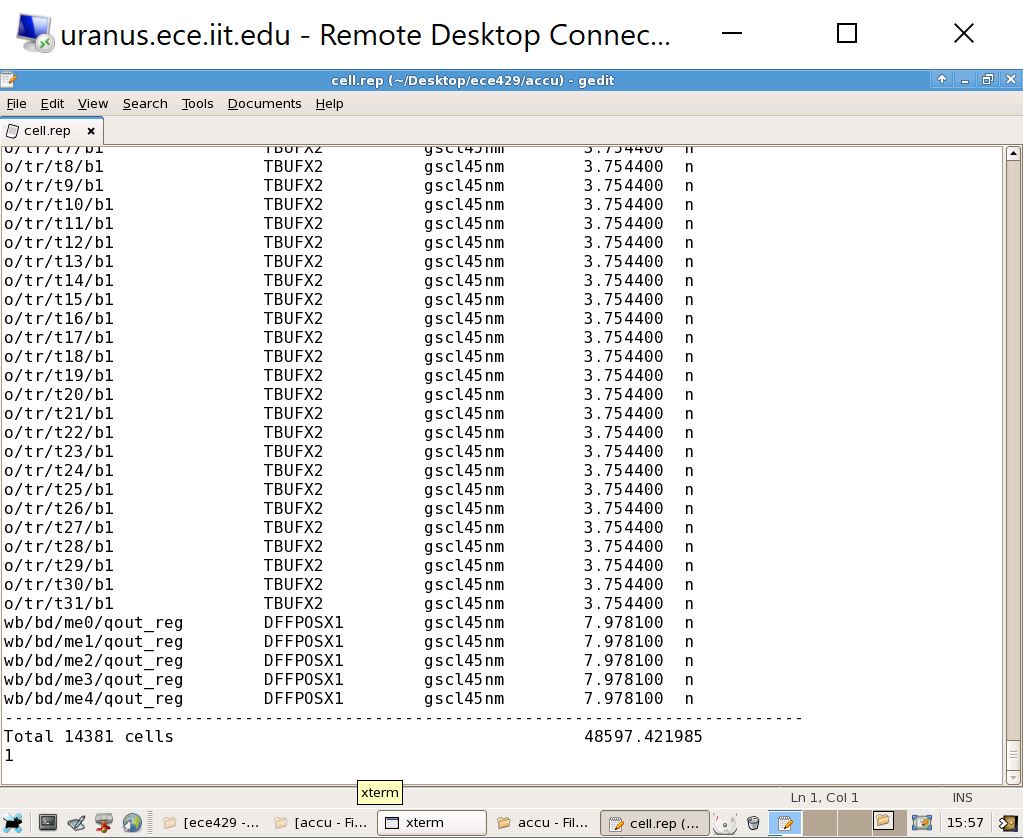 uranus.ece.iit.edu - Remote Desktop Connec...
cell.rep (~/Desktop/ece429/accu) - gedit
File Edit View Search Tools Documents Help
cell.rep
o/tr/t7/b1 TBUFX2 gscl45nm 3.754400 n
o/tr/t8/b1 TBUFX2 gscl45nm 3.754400 n
o/tr/t9/b1 TBUFX2 gscl45nm 3.754400 n
o/tr/t10/b1 TBUFX2 gscl45nm 3.754400 n
o/tr/t11/b1 TBUFX2 gscl45nm 3.754400 n
o/tr/t12/b1 TBUFX2 gscl45nm 3.754400 n
o/tr/t13/b1 TBUFX2 gscl45nm 3.754400 n
o/tr/t14/b1 TBUFX2 gscl45nm 3.754400 n
o/tr/t15/b1 TBUFX2 gscl45nm 3.754400 n
o/tr/t16/b1 TBUFX2 gscl45nm 3.754400 n
o/tr/t17/b1 TBUFX2 gscl45nm 3.754400 n
o/tr/t18/b1 TBUFX2 gscl45nm 3.754400 n
o/tr/t19/b1 TBUFX2 gscl45nm 3.754400 n
o/tr/t20/b1 TBUFX2 gscl45nm 3.754400 n
o/tr/t21/b1 TBUFX2 gscl45nm 3.754400 n
o/tr/t22/b1 TBUFX2 gscl45nm 3.754400 n
o/tr/t23/b1 TBUFX2 gscl45nm 3.754400 n
o/tr/t24/b1 TBUFX2 gscl45nm 3.754400 n
o/tr/t25/b1 TBUFX2 gscl45nm 3.754400 n
o/tr/t26/b1 TBUFX2 gscl45nm 3.754400 n
o/tr/t27/b1 TBUFX2 gscl45nm 3.754400 n
o/tr/t28/b1 TBUFX2 gscl45nm 3.754400 n
o/tr/t29/b1 TBUFX2 gscl45nm 3.754400 n
o/tr/t30/b1 TBUFX2 gscl45nm 3.754400 n
o/tr/t31/b1 TBUFX2 gscl45nm 3.754400 n
wb/bd/me0/qout_reg DFFPOSX1 gscl45nm 7.978100 n
wb/bd/me1/qout_reg DFFPOSX1 gscl45nm 7.978100 n
wb/bd/me2/qout_reg DFFPOSX1 gscl45nm 7.978100 n
wb/bd/me3/qout_reg DFFPOSX1 gscl45nm 7.978100 n
wb/bd/me4/qout_reg DFFPOSX1 gscl45nm 7.978100 n
--------------------------------------------------------------------------------
Total 14381 cells 48597.421985
1
xterm
Ln 1, Col 1 INS
[ece429 -... [accu - Fi... xterm accu - Fil... cell.rep (... 15:57